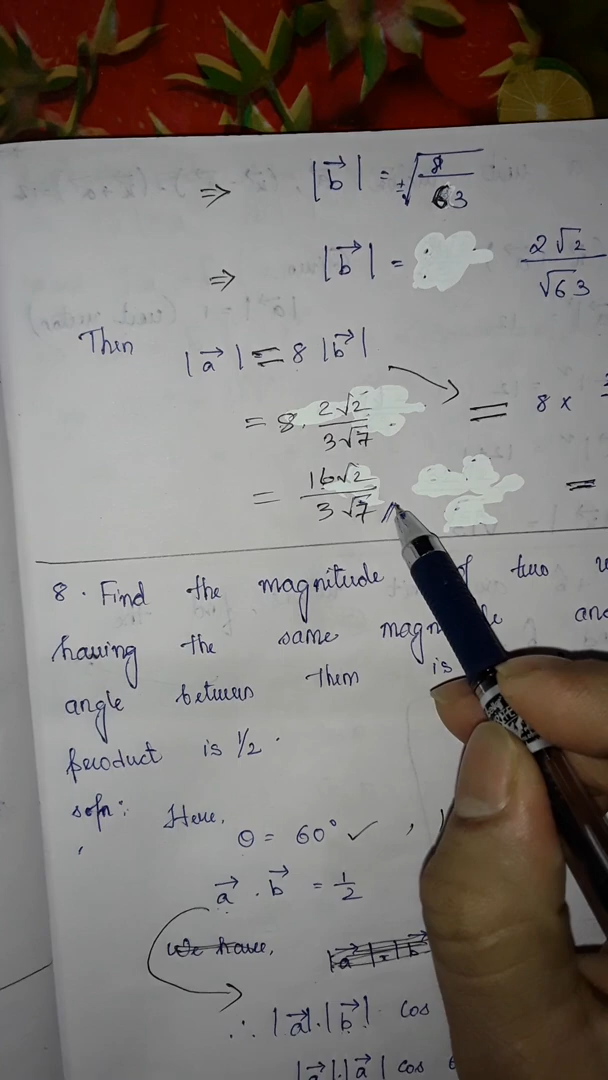 ⇒ |b⃗| = ±√8/63
⇒ |b⃗| = 2√2/√63
Then |a⃗| = 8 |b⃗|
= 8. 2√2/3√7 = 8 ×
= 16√2/3√7 =
8. Find the magnitude of two
having the same and
angle between them is
product is 1/2.
soln: Here,
θ = 60° ✓ ,
a⃗ . b⃗ = 1/2
We have, |a⃗|×|b⃗
∴ |a⃗|.|b⃗| cos
|a⃗|.|a⃗| cos